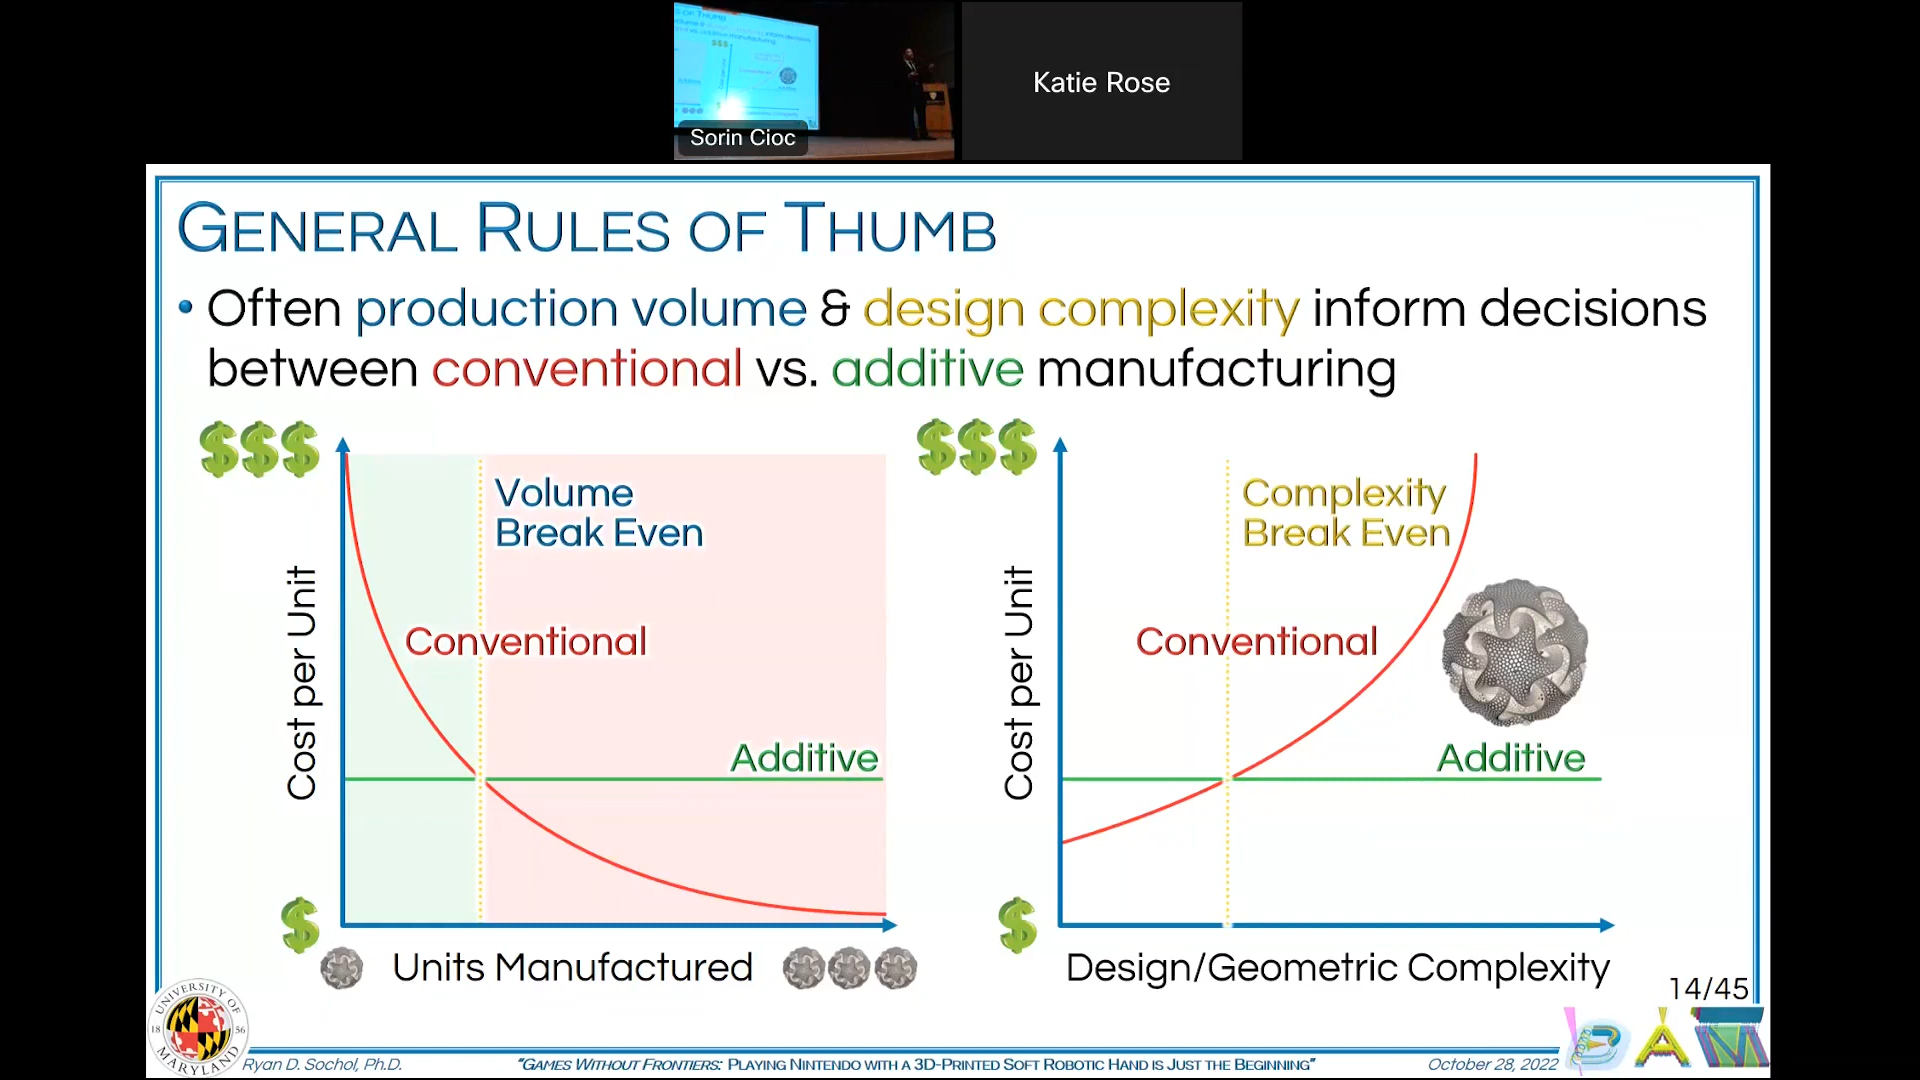 Sorin Cioc
Katie Rose
GENERAL RULES OF THUMB
• Often production volume & design complexity inform decisions
between conventional vs. additive manufacturing
$$$
Volume
Break Even
Conventional
Additive
Cost per Unit
$
Units Manufactured
$$$
Complexity
Break Even
Conventional
Additive
Cost per Unit
$
Design/Geometric Complexity
14/45
UNIVERSITY OF
18 56
MARYLAND
Ryan D. Sochol, Ph.D.
"GAMES WITHOUT FRONTIERS: PLAYING NINTENDO WITH A 3D-PRINTED SOFT ROBOTIC HAND IS JUST THE BEGINNING"
October 28, 2022
BAM